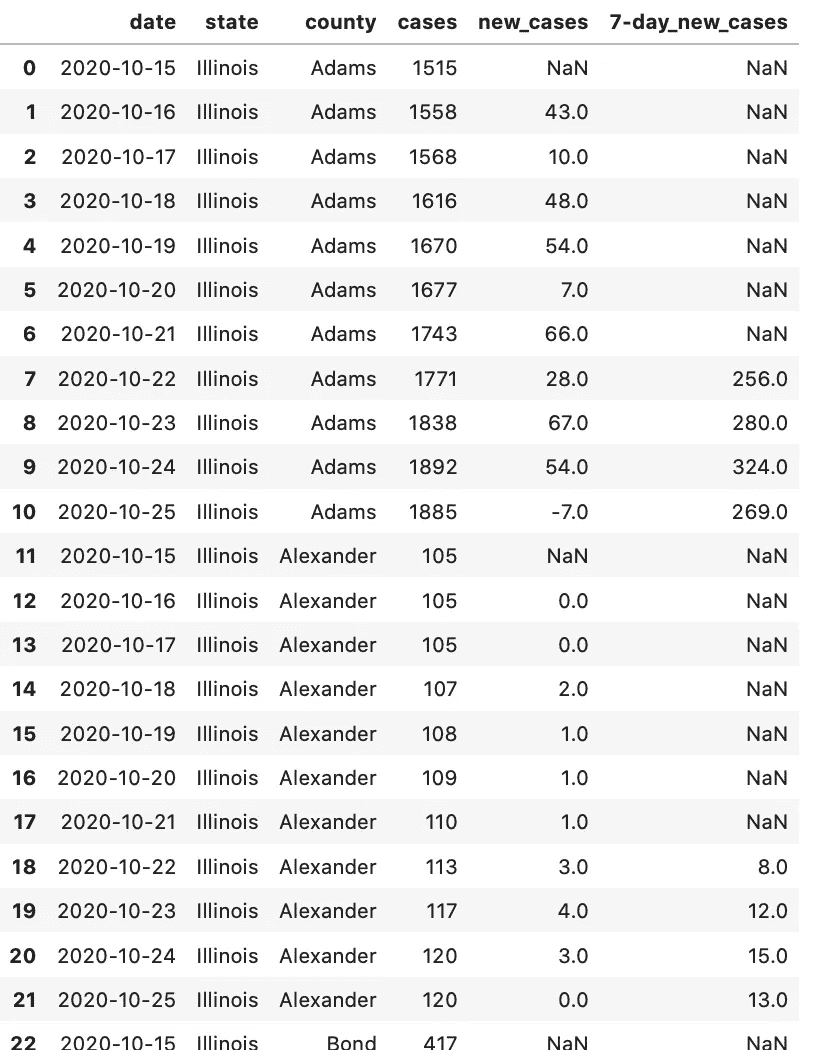 date state county cases new_cases 7-day_new_cases
0 2020-10-15 Illinois Adams 1515 NaN NaN
1 2020-10-16 Illinois Adams 1558 43.0 NaN
2 2020-10-17 Illinois Adams 1568 10.0 NaN
3 2020-10-18 Illinois Adams 1616 48.0 NaN
4 2020-10-19 Illinois Adams 1670 54.0 NaN
5 2020-10-20 Illinois Adams 1677 7.0 NaN
6 2020-10-21 Illinois Adams 1743 66.0 NaN
7 2020-10-22 Illinois Adams 1771 28.0 256.0
8 2020-10-23 Illinois Adams 1838 67.0 280.0
9 2020-10-24 Illinois Adams 1892 54.0 324.0
10 2020-10-25 Illinois Adams 1885 -7.0 269.0
11 2020-10-15 Illinois Alexander 105 NaN NaN
12 2020-10-16 Illinois Alexander 105 0.0 NaN
13 2020-10-17 Illinois Alexander 105 0.0 NaN
14 2020-10-18 Illinois Alexander 107 2.0 NaN
15 2020-10-19 Illinois Alexander 108 1.0 NaN
16 2020-10-20 Illinois Alexander 109 1.0 NaN
17 2020-10-21 Illinois Alexander 110 1.0 NaN
18 2020-10-22 Illinois Alexander 113 3.0 8.0
19 2020-10-23 Illinois Alexander 117 4.0 12.0
20 2020-10-24 Illinois Alexander 120 3.0 15.0
21 2020-10-25 Illinois Alexander 120 0.0 13.0
22 2020-10-15 Illinois Bond 417 NaN NaN